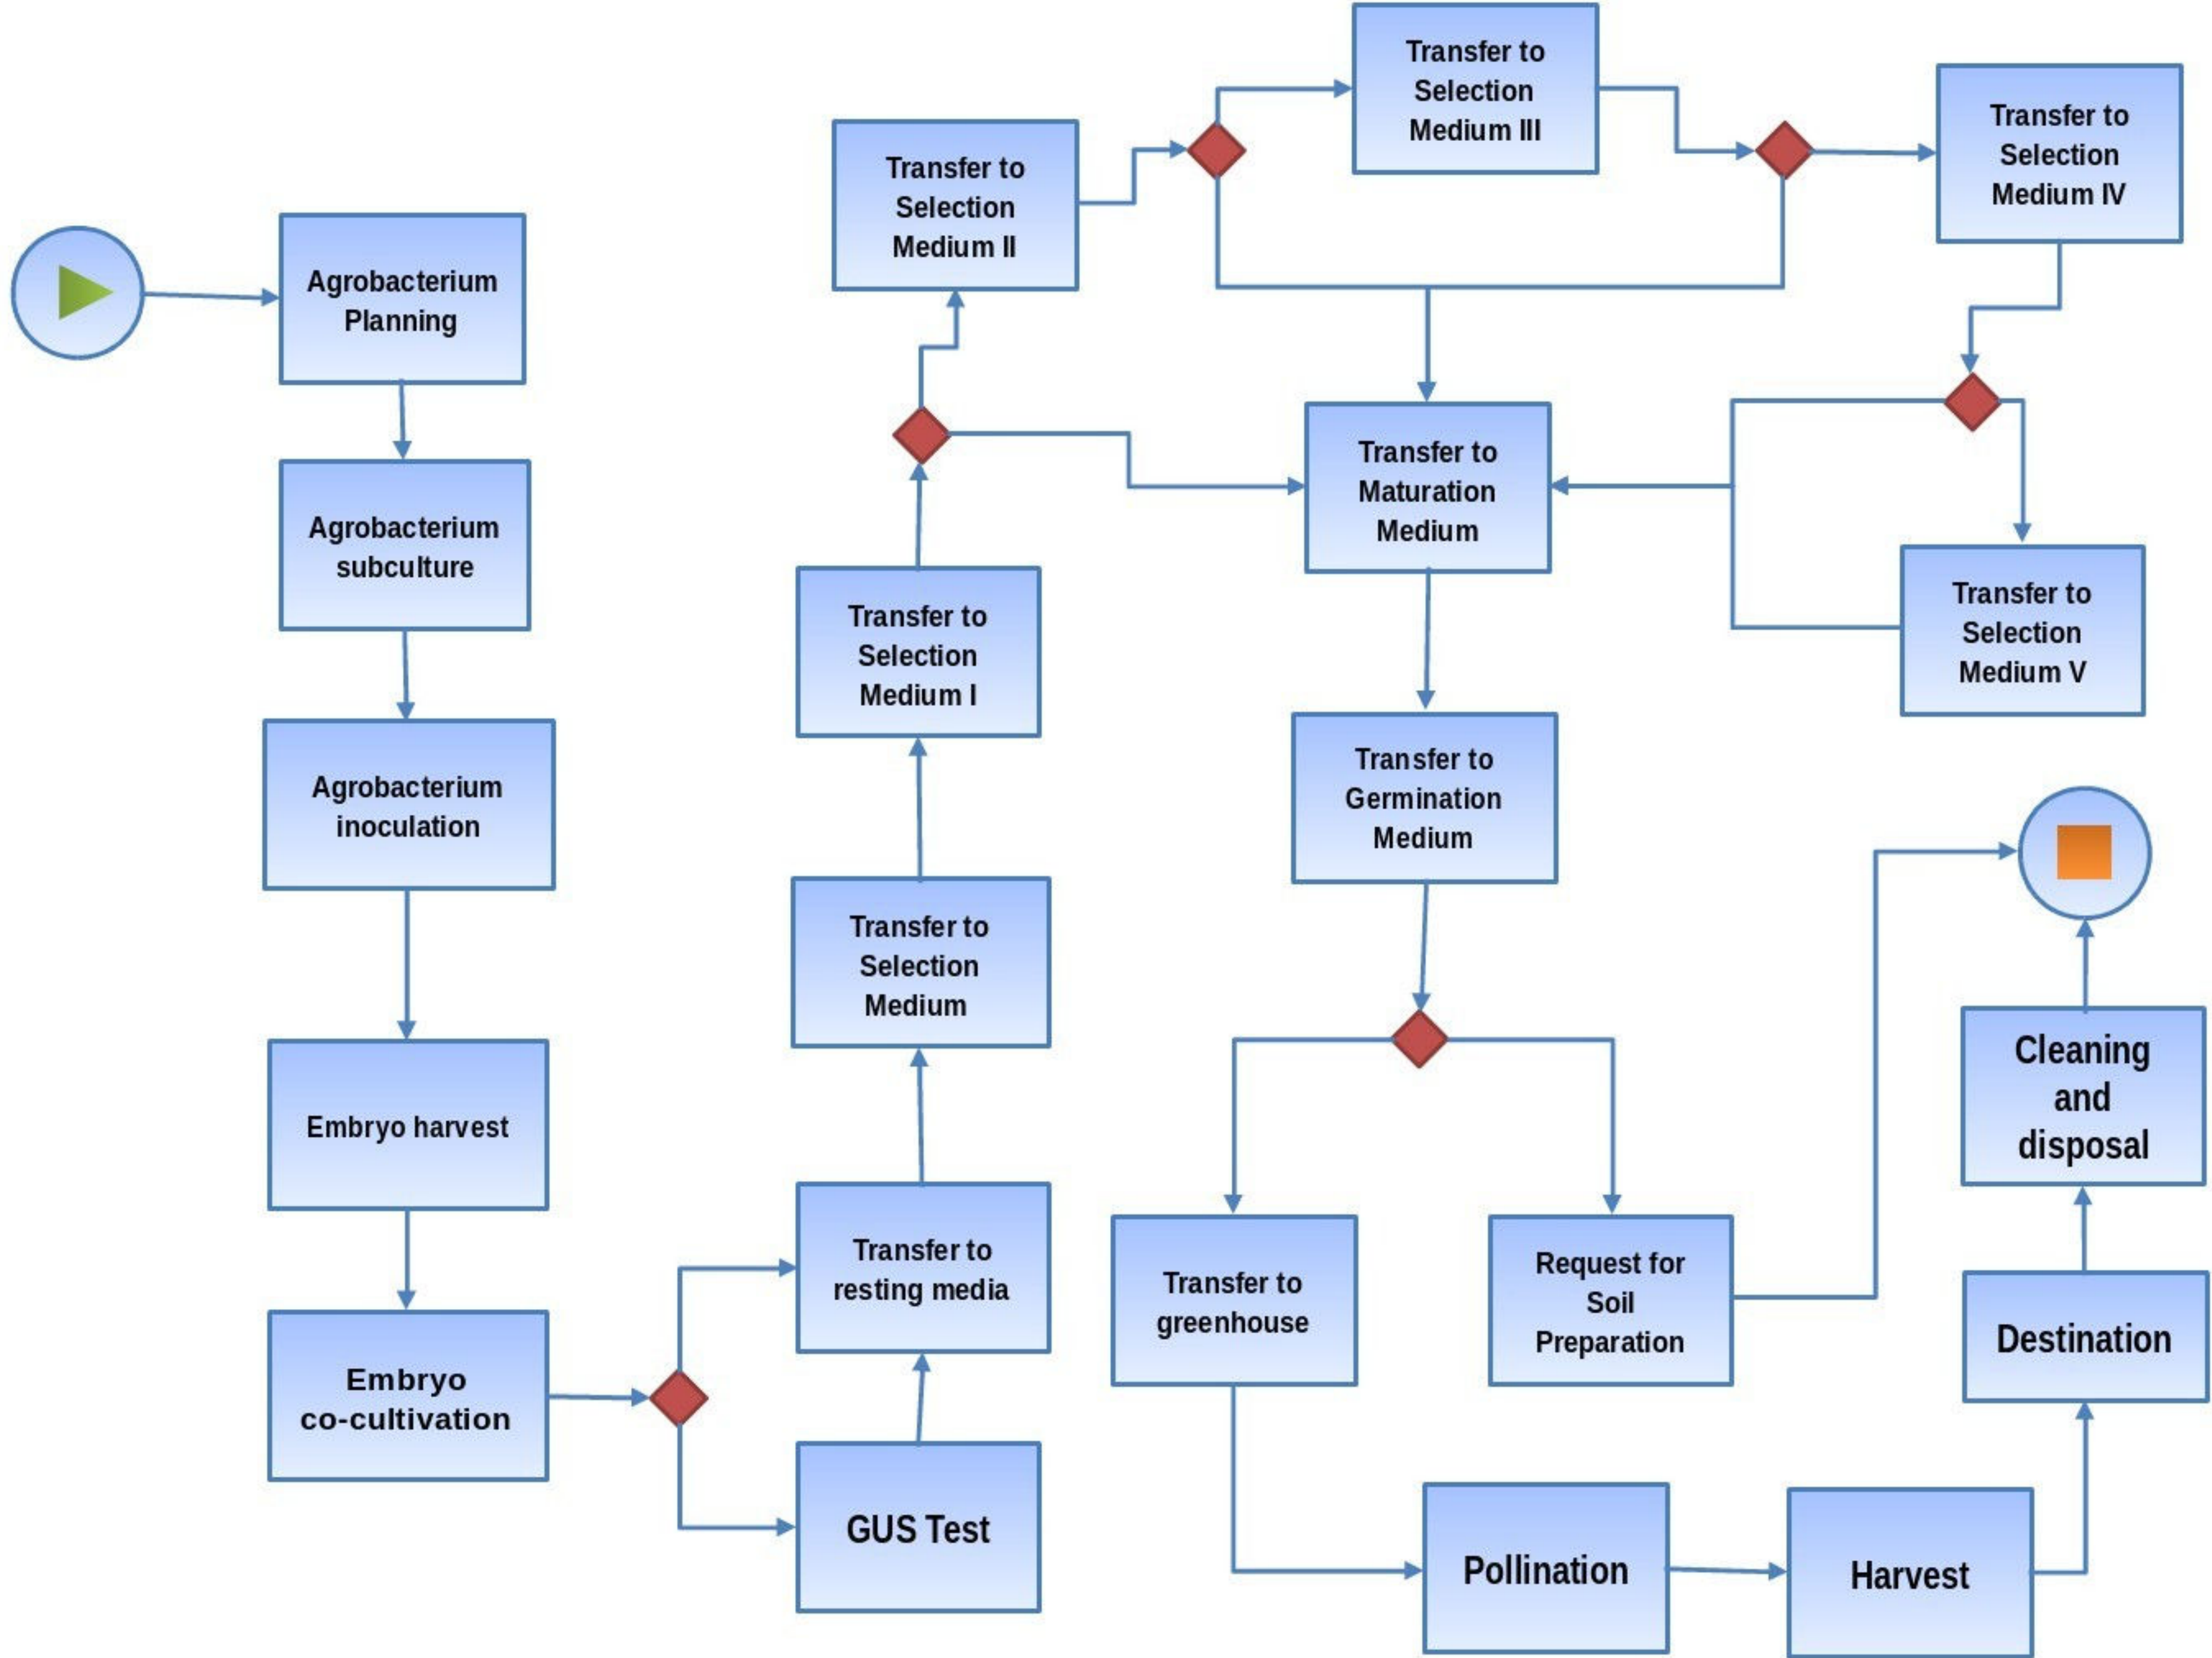 Agrobacterium
Planning
Agrobacterium
subculture
Agrobacterium
inoculation
Embryo harvest
Embryo
co-cultivation
GUS Test
Transfer to
resting media
Transfer to
Selection
Medium
Transfer to
Selection
Medium I
Transfer to
Selection
Medium II
Transfer to
Selection
Medium III
Transfer to
Selection
Medium IV
Transfer to
Selection
Medium V
Transfer to
Maturation
Medium
Transfer to
Germination
Medium
Transfer to
greenhouse
Request for
Soil
Preparation
Pollination
Harvest
Destination
Cleaning
and
disposal